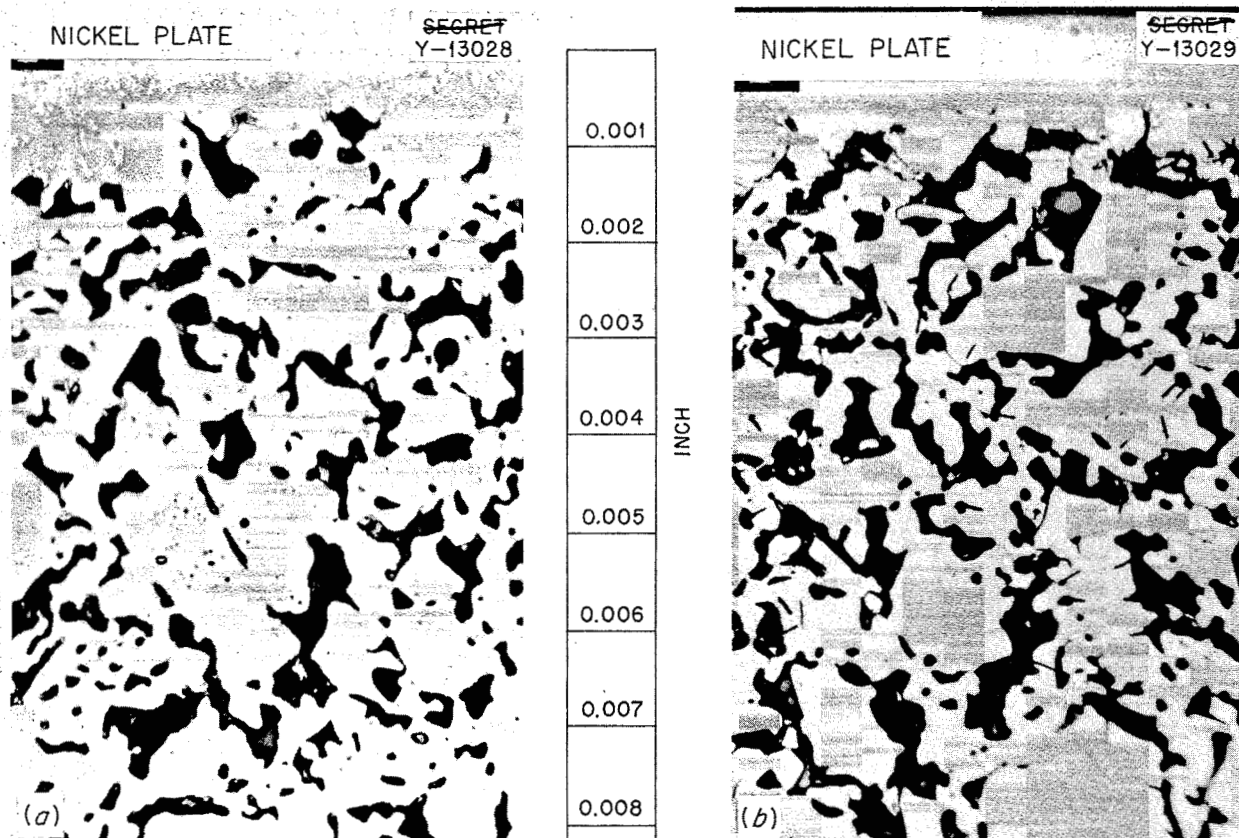 NICKEL PLATE
SECRET
Y-13028
0.001
0.002
0.003
0.004
0.005
0.006
0.007
0.008
INCH
(a)
NICKEL PLATE
SECRET
Y-13029
(b)